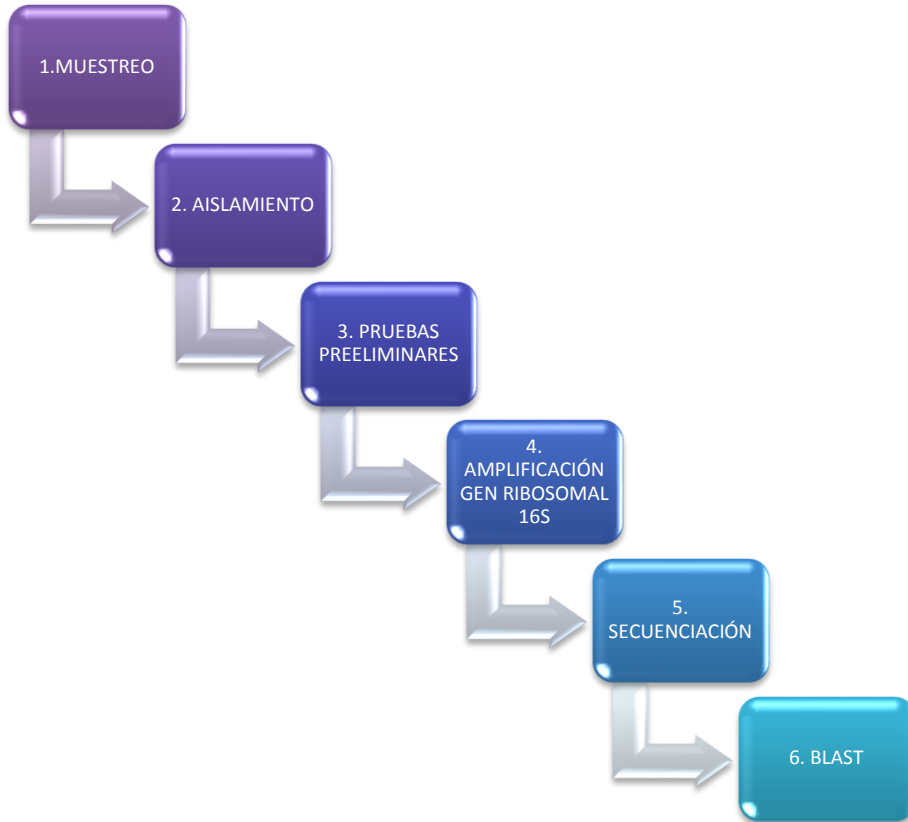 1.MUESTREO
2. AISLAMIENTO
3. PRUEBAS
PREELIMINARES
4.
AMPLIFICACIÓN
GEN RIBOSOMAL
16S
5.
SECUENCIACIÓN
6. BLAST